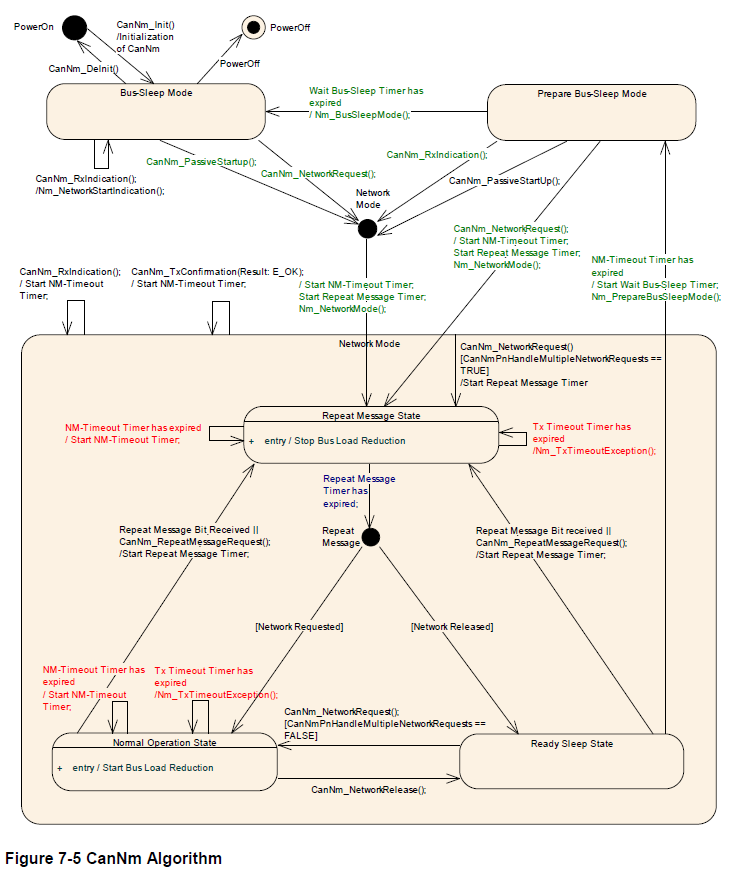 PowerOn
CanNm_Init()
/Initialization
of CanNm
PowerOff
CanNm_DeInit()
PowerOff
Bus-Sleep Mode
Wait Bus-Sleep Timer has
expired
/ Nm_BusSleepMode();
Prepare Bus-Sleep Mode
CanNm_RxIndication();
/Nm_NetworkStartIndication();
CanNm_PassiveStartup();
CanNm_NetworkRequest();
CanNm_RxIndication();
CanNm_PassiveStartUp();
Network
Mode
CanNm_NetworkRequest();
/ Start NM-Timeout Timer;
Start Repeat Message Timer;
Nm_NetworkMode();
NM-Timeout Timer has
expired
/ Start Wait Bus-Sleep Timer;
Nm_PrepareBusSleepMode();
CanNm_RxIndication();
/ Start NM-Timeout
Timer;
CanNm_TxConfirmation(Result: E_OK);
/ Start NM-Timeout Timer;
/ Start NM-Timeout Timer;
Start Repeat Message Timer;
Nm_NetworkMode();
Network Mode
CanNm_NetworkRequest()
[CanNmPnHandleMultipleNetworkRequests ==
TRUE]
/Start Repeat Message Timer
Repeat Message State
+ entry / Stop Bus Load Reduction
NM-Timeout Timer has expired
/ Start NM-Timeout Timer;
Tx Timeout Timer has
expired
/Nm_TxTimeoutException();
Repeat Message
Timer has
expired;
Repeat
Message
Repeat Message Bit Received ||
CanNm_RepeatMessageRequest();
/Start Repeat Message Timer;
Repeat Message Bit received ||
CanNm_RepeatMessageRequest();
/Start Repeat Message Timer;
[Network Requested]
[Network Released]
NM-Timeout Timer has
expired
/ Start NM-Timeout
Timer;
Tx Timeout Timer has
expired
/Nm_TxTimeoutException();
CanNm_NetworkRequest();
[CanNmPnHandleMultipleNetworkRequests ==
FALSE]
Normal Operation State
+ entry / Start Bus Load Reduction
Ready Sleep State
CanNm_NetworkRelease();
Figure 7-5 CanNm Algorithm